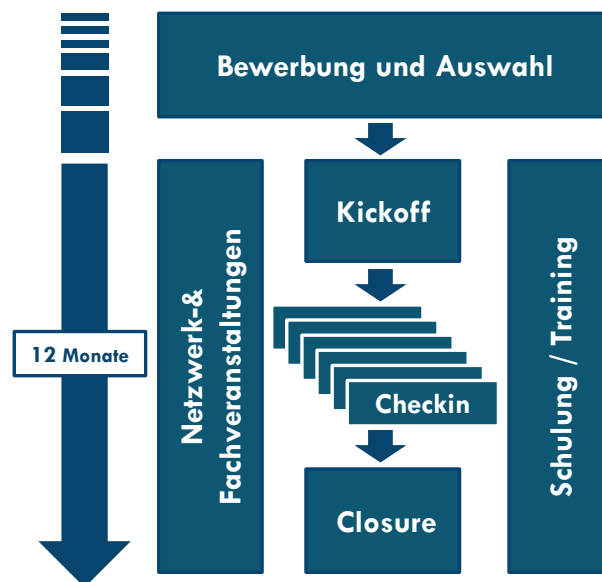 Bewerbung und Auswahl
Kickoff
Netzwerk-&
Fachveranstaltungen
Schulung / Training
12 Monate
Checkin
Closure